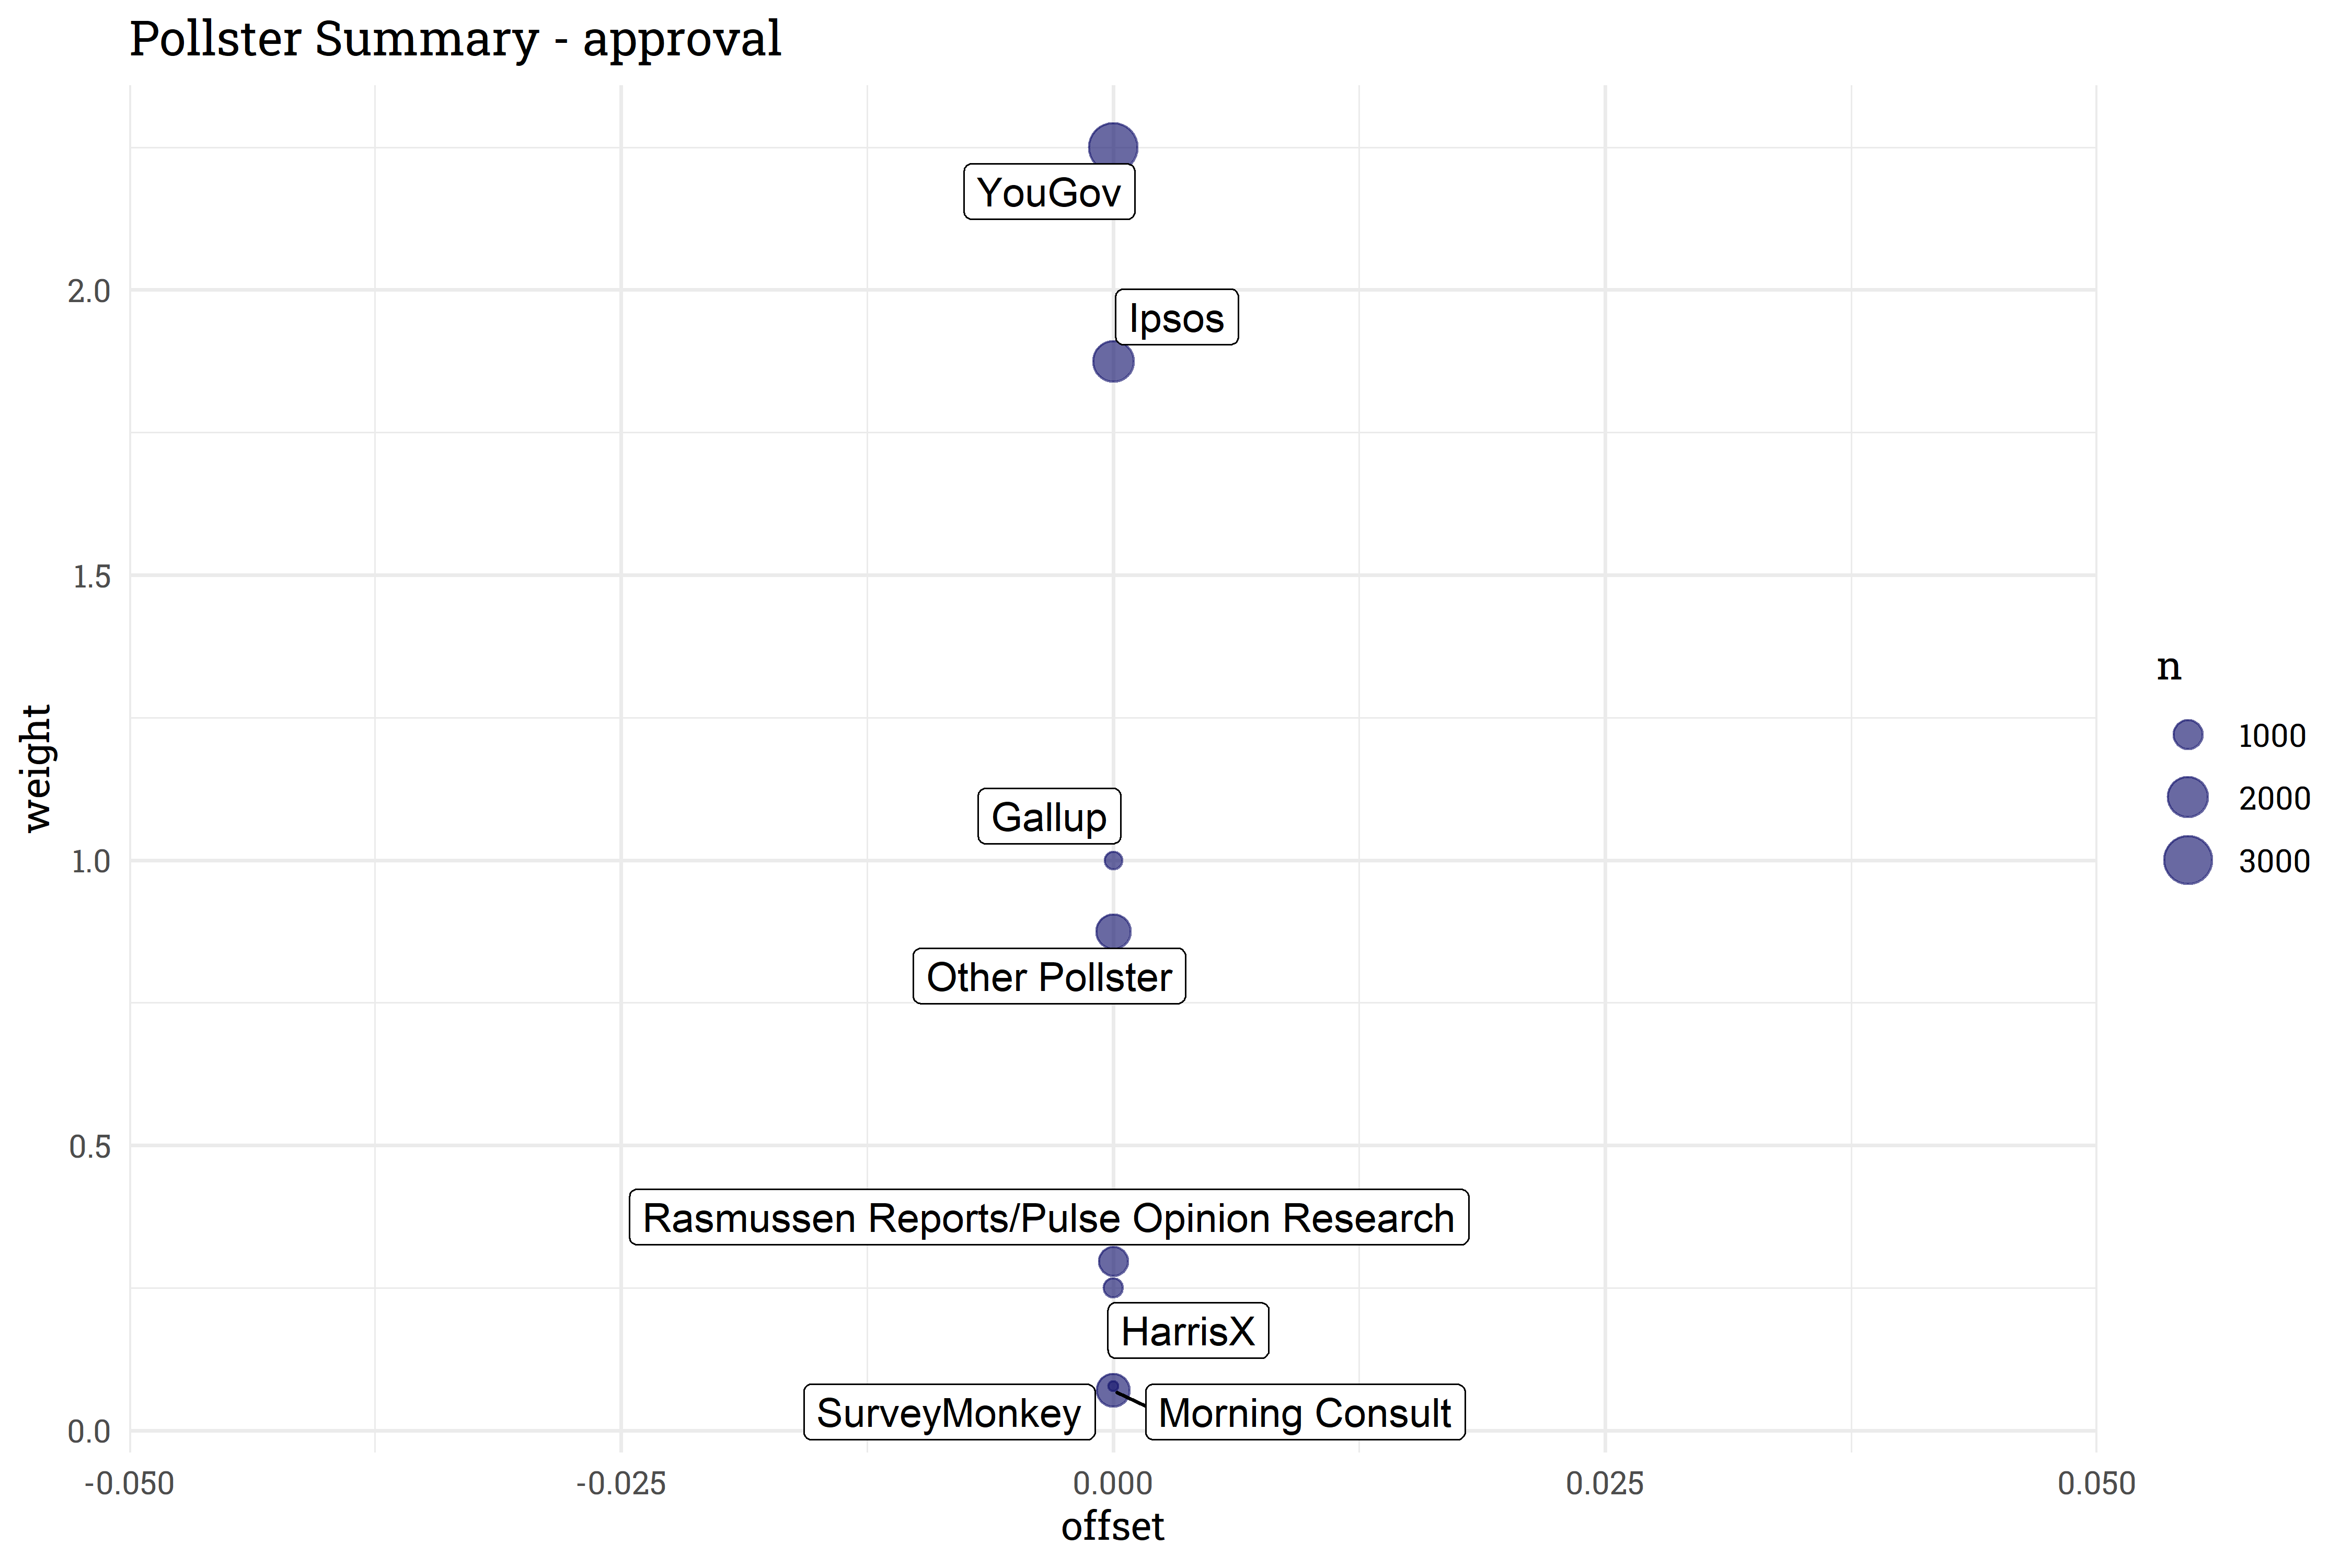 Pollster Summary - approval
YouGov
2.0
Ipsos
1.5
n
weight
1000
2000
Gallup
1.0
3000
Other Pollster
0.5
Rasmussen Reports/Pulse Opinion Research
HarrisX
SurveyMonkey
Morning Consult
0.0
-0.050
-0.025
0.000
0.025
0.050
offset